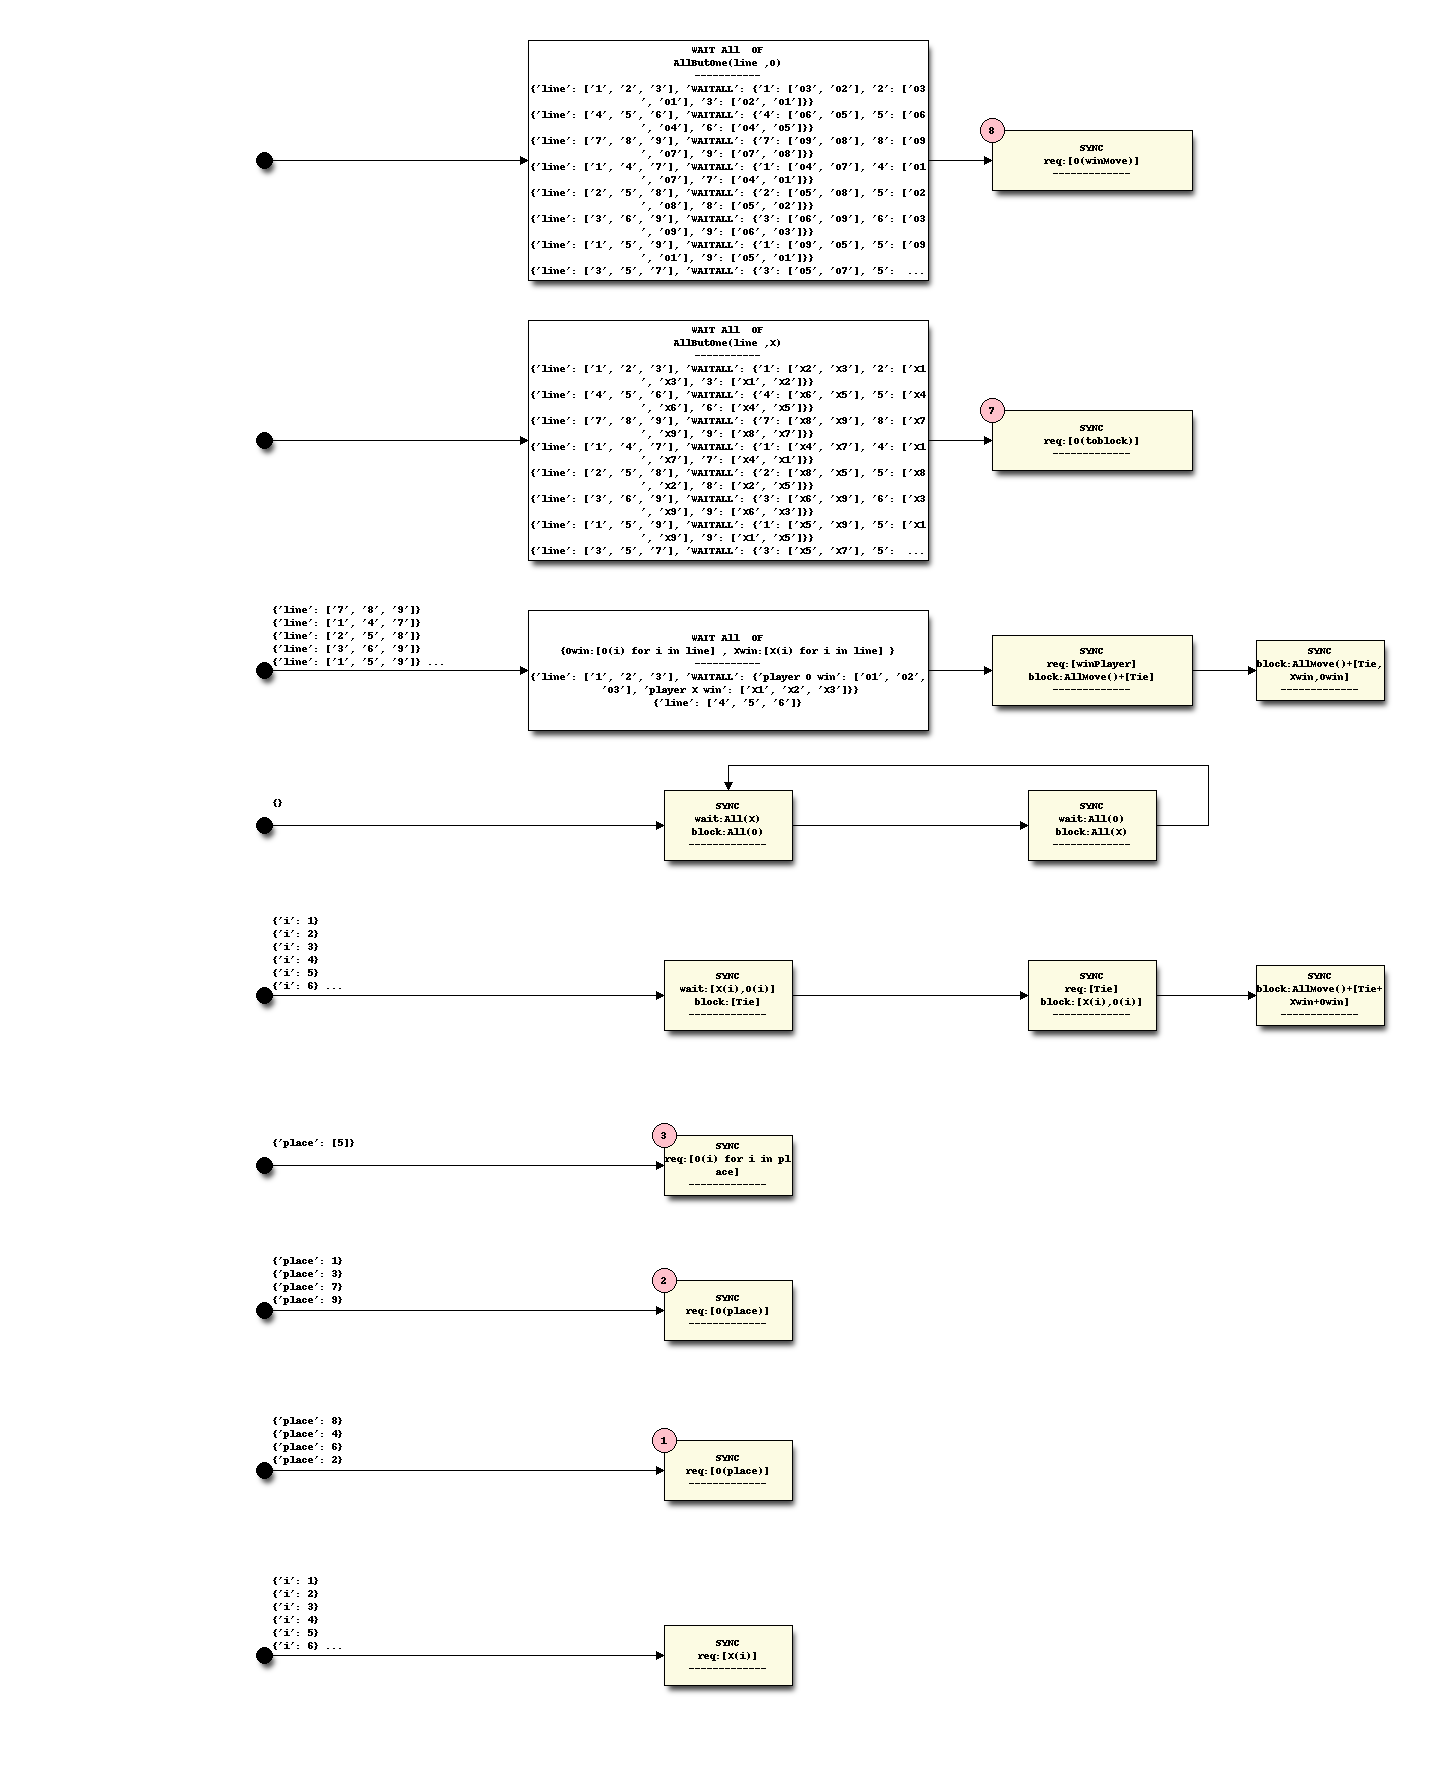 WAIT All  OF
AllButOne(line ,O)
-----------
{'line': ['1', '2', '3'], 'WAITALL': {'1': ['O3', 'O2'], '2': ['O3
', 'O1'], '3': ['O2', 'O1']}}
{'line': ['4', '5', '6'], 'WAITALL': {'4': ['O6', 'O5'], '5': ['O6
', 'O4'], '6': ['O4', 'O5']}}
{'line': ['7', '8', '9'], 'WAITALL': {'7': ['O9', 'O8'], '8': ['O9
', 'O7'], '9': ['O7', 'O8']}}
{'line': ['1', '4', '7'], 'WAITALL': {'1': ['O4', 'O7'], '4': ['O1
', 'O7'], '7': ['O4', 'O1']}}
{'line': ['2', '5', '8'], 'WAITALL': {'2': ['O5', 'O8'], '5': ['O2
', 'O8'], '8': ['O5', 'O2']}}
{'line': ['3', '6', '9'], 'WAITALL': {'3': ['O6', 'O9'], '6': ['O3
', 'O9'], '9': ['O6', 'O3']}}
{'line': ['1', '5', '9'], 'WAITALL': {'1': ['O9', 'O5'], '5': ['O9
', 'O1'], '9': ['O5', 'O1']}}
{'line': ['3', '5', '7'], 'WAITALL': {'3': ['O5', 'O7'], '5':  ...
8
SYNC
req:[O(winMove)]
-------------
WAIT All  OF
AllButOne(line ,X)
-----------
{'line': ['1', '2', '3'], 'WAITALL': {'1': ['X2', 'X3'], '2': ['X1
', 'X3'], '3': ['X1', 'X2']}}
{'line': ['4', '5', '6'], 'WAITALL': {'4': ['X6', 'X5'], '5': ['X4
', 'X6'], '6': ['X4', 'X5']}}
{'line': ['7', '8', '9'], 'WAITALL': {'7': ['X8', 'X9'], '8': ['X7
', 'X9'], '9': ['X8', 'X7']}}
{'line': ['1', '4', '7'], 'WAITALL': {'1': ['X4', 'X7'], '4': ['X1
', 'X7'], '7': ['X4', 'X1']}}
{'line': ['2', '5', '8'], 'WAITALL': {'2': ['X8', 'X5'], '5': ['X8
', 'X2'], '8': ['X2', 'X5']}}
{'line': ['3', '6', '9'], 'WAITALL': {'3': ['X6', 'X9'], '6': ['X3
', 'X9'], '9': ['X6', 'X3']}}
{'line': ['1', '5', '9'], 'WAITALL': {'1': ['X5', 'X9'], '5': ['X1
', 'X9'], '9': ['X1', 'X5']}}
{'line': ['3', '5', '7'], 'WAITALL': {'3': ['X5', 'X7'], '5':  ...
7
SYNC
req:[O(toblock)]
-------------
{'line': ['7', '8', '9']}
{'line': ['1', '4', '7']}
{'line': ['2', '5', '8']}
{'line': ['3', '6', '9']}
{'line': ['1', '5', '9']} ...
WAIT All  OF
{Owin:[O(i) for i in line] , Xwin:[X(i) for i in line] }
-----------
{'line': ['1', '2', '3'], 'WAITALL': {'player O win': ['O1', 'O2',
'O3'], 'player X win': ['X1', 'X2', 'X3']}}
{'line': ['4', '5', '6']}
SYNC
req:[winPlayer]
block:AllMove()+[Tie]
-------------
SYNC
block:AllMove()+[Tie,
Xwin,Owin]
-------------
{}
SYNC
wait:All(X)
block:All(O)
-------------
SYNC
wait:All(O)
block:All(X)
-------------
{'i': 1}
{'i': 2}
{'i': 3}
{'i': 4}
{'i': 5}
{'i': 6} ...
SYNC
wait:[X(i),O(i)]
block:[Tie]
-------------
SYNC
req:[Tie]
block:[X(i),O(i)]
-------------
SYNC
block:AllMove()+[Tie+
Xwin+Owin]
-------------
{'place': [5]}
3
SYNC
req:[O(i) for i in pl
ace]
-------------
{'place': 1}
{'place': 3}
{'place': 7}
{'place': 9}
2
SYNC
req:[O(place)]
-------------
{'place': 8}
{'place': 4}
{'place': 6}
{'place': 2}
1
SYNC
req:[O(place)]
-------------
{'i': 1}
{'i': 2}
{'i': 3}
{'i': 4}
{'i': 5}
{'i': 6} ...
SYNC
req:[X(i)]
-------------